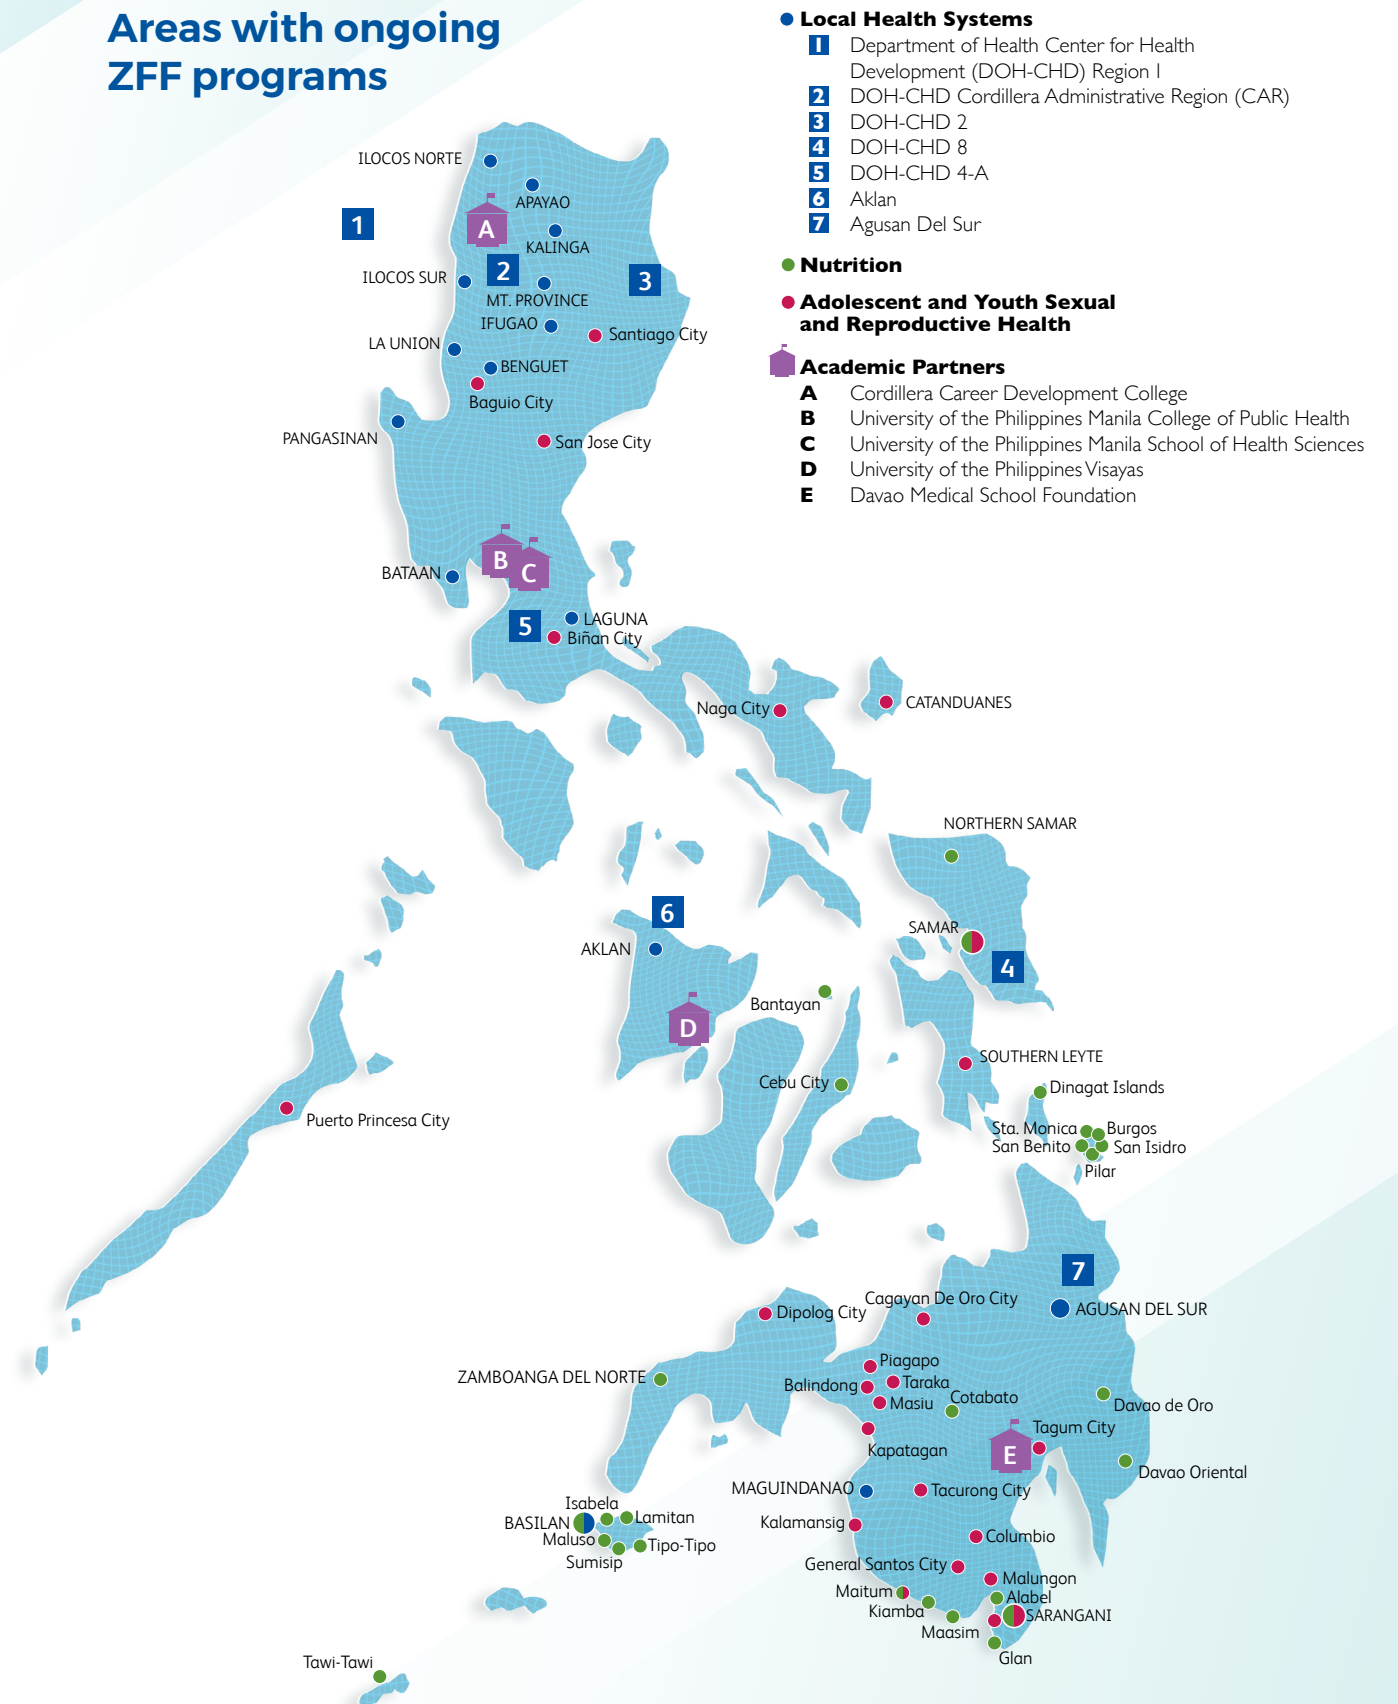 Areas with ongoing
ZFF programs
Local Health Systems
1 Department of Health Center for Health
Development (DOH-CHD) Region I
2 DOH-CHD Cordillera Administrative Region (CAR)
3 DOH-CHD 2
4 DOH-CHD 8
5 DOH-CHD 4-A
6 Aklan
7 Agusan Del Sur
Nutrition
Adolescent and Youth Sexual
and Reproductive Health
Academic Partners
A Cordillera Career Development College
B University of the Philippines Manila College of Public Health
C University of the Philippines Manila School of Health Sciences
D University of the Philippines Visayas
E Davao Medical School Foundation
ILOCOS NORTE
APAYAO
1
A
KALINGA
2
3
ILOCOS SUR
MT. PROVINCE
IFUGAO
Santiago City
LA UNION
BENGUET
Baguio City
PANGASINAN
San Jose City
B
C
BATAAN
5
LAGUNA
Biñan City
Naga City
CATANDUANES
NORTHERN SAMAR
6
SAMAR
AKLAN
4
Bantayan
D
SOUTHERN LEYTE
Cebu City
Dinagat Islands
Puerto Princesa City
Sta. Monica
Burgos
San Benito
San Isidro
Pilar
7
Cagayan De Oro City
AGUSAN DEL SUR
Dipolog City
Piagapo
ZAMBOANGA DEL NORTE
Balindong
Taraka
Masiu
Cotabato
Davao de Oro
Tagum City
Kapatagan
E
Davao Oriental
MAGUINDANAO
Tacurong City
Isabela
Lamitan
BASILAN
Kalamansig
Maluso
Tipo-Tipo
Columbio
Sumisip
General Santos City
Malungon
Maitum
Alabel
Kiamba
SARANGANI
Maasim
Glan
Tawi-Tawi